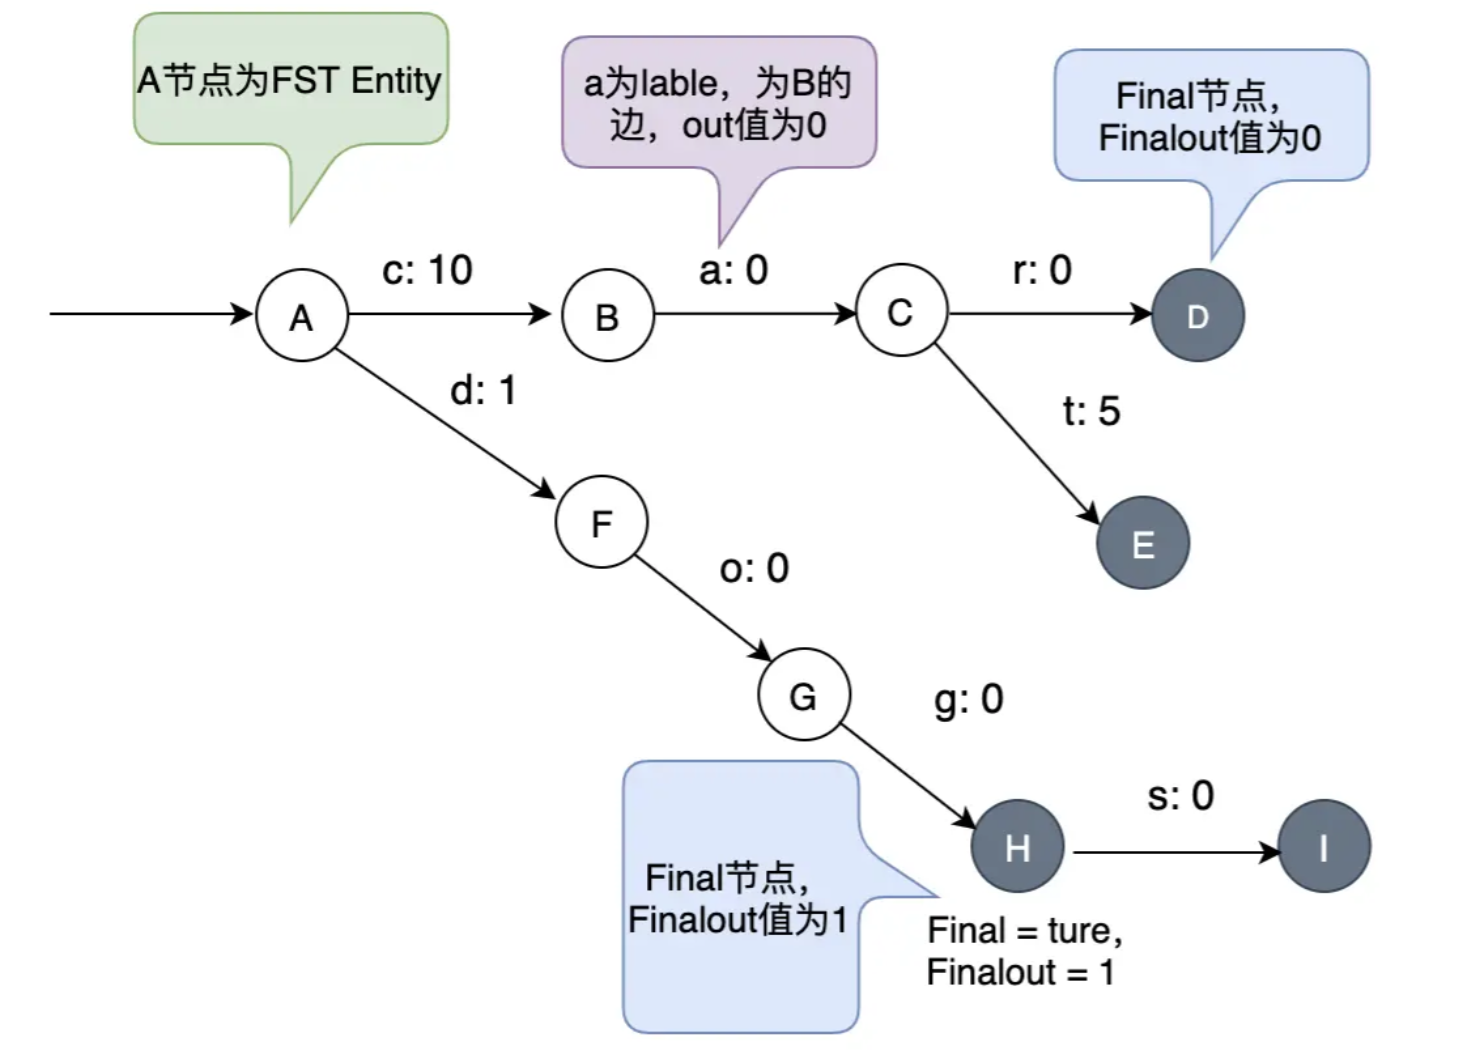 A节点为FST Entity
a为lable，为B的
边，out值为0
Final节点，
Finalout值为0
c: 10
a: 0
r: 0
A
B
C
D
d: 1
t: 5
F
E
o: 0
G
g: 0
s: 0
H
I
Final节点，
Finalout值为1
Final = ture,
Finalout = 1